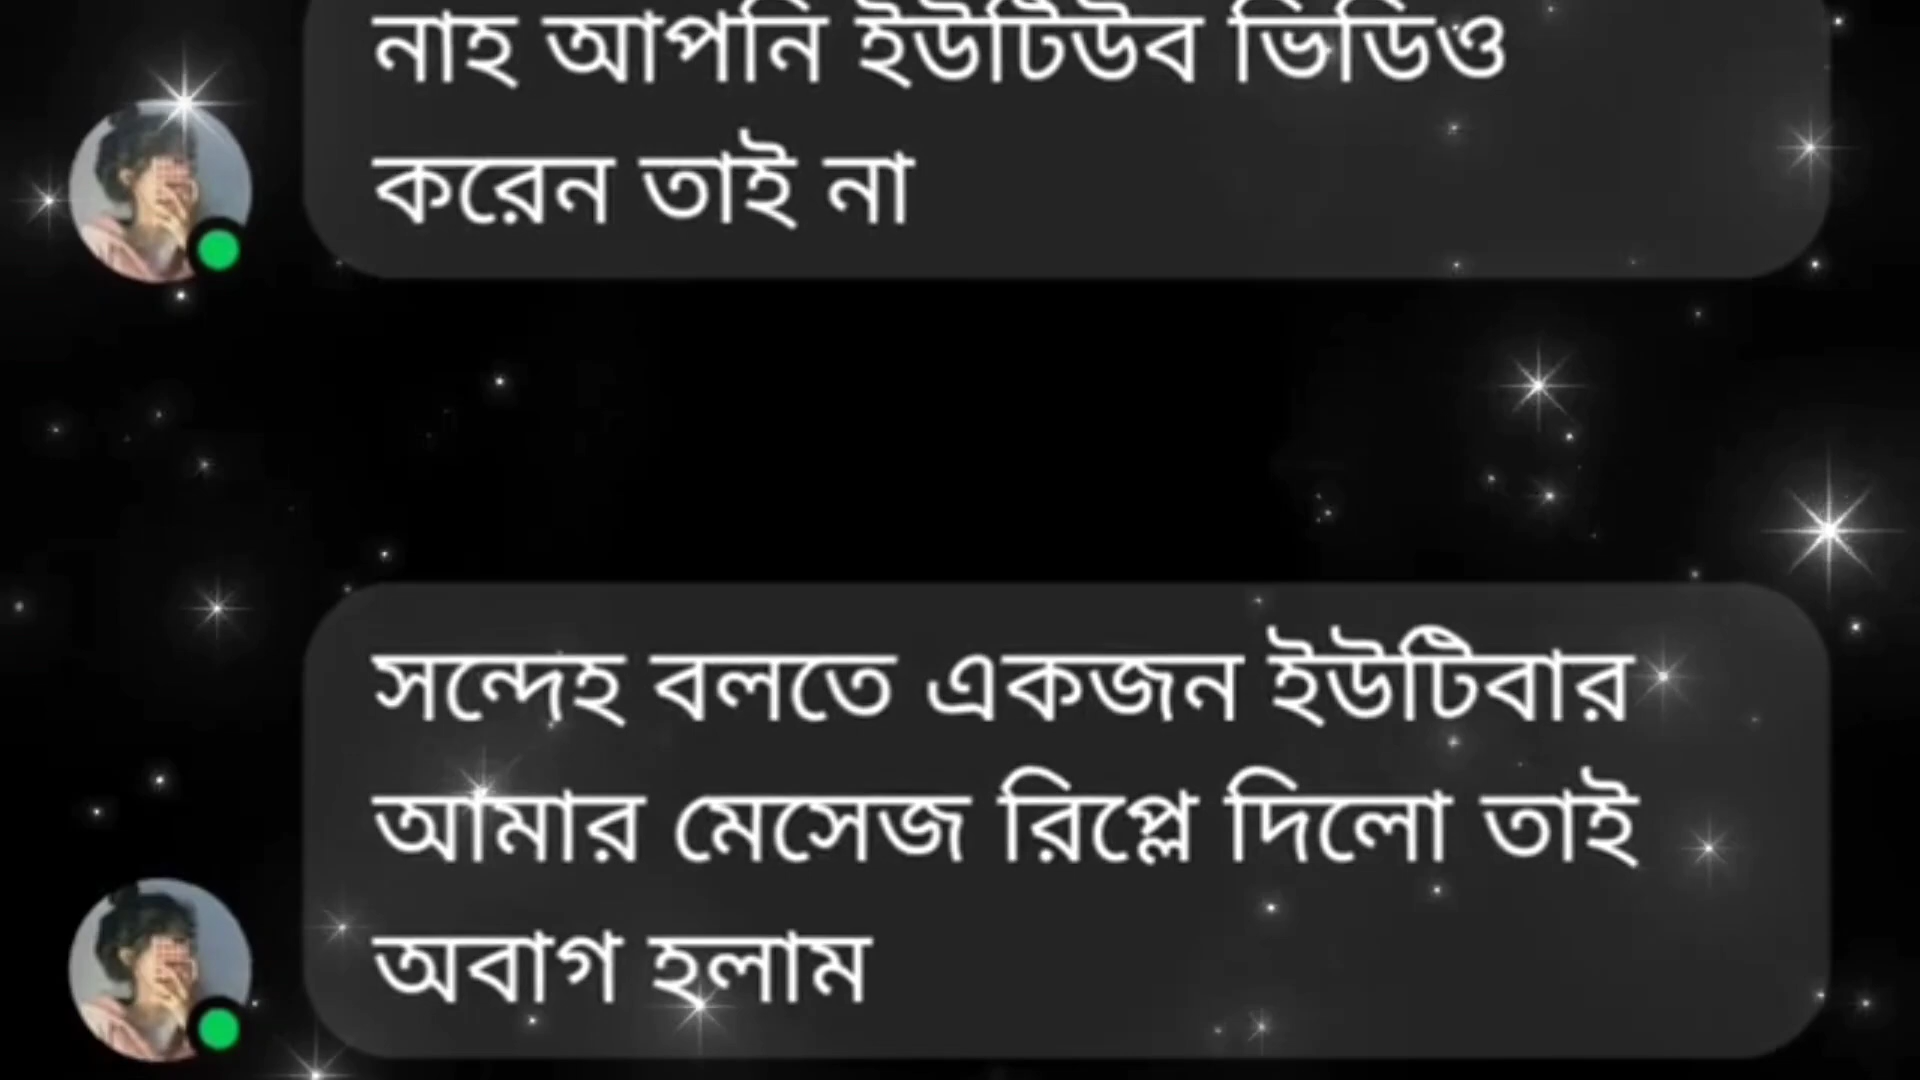 নাহ আপনি ইউটিউব ভিডিও
করেন তাই না
সন্দেহ বলতে একজন ইউটিবার
আমার মেসেজ রিপ্লে দিলো তাই
অবাগ হলাম